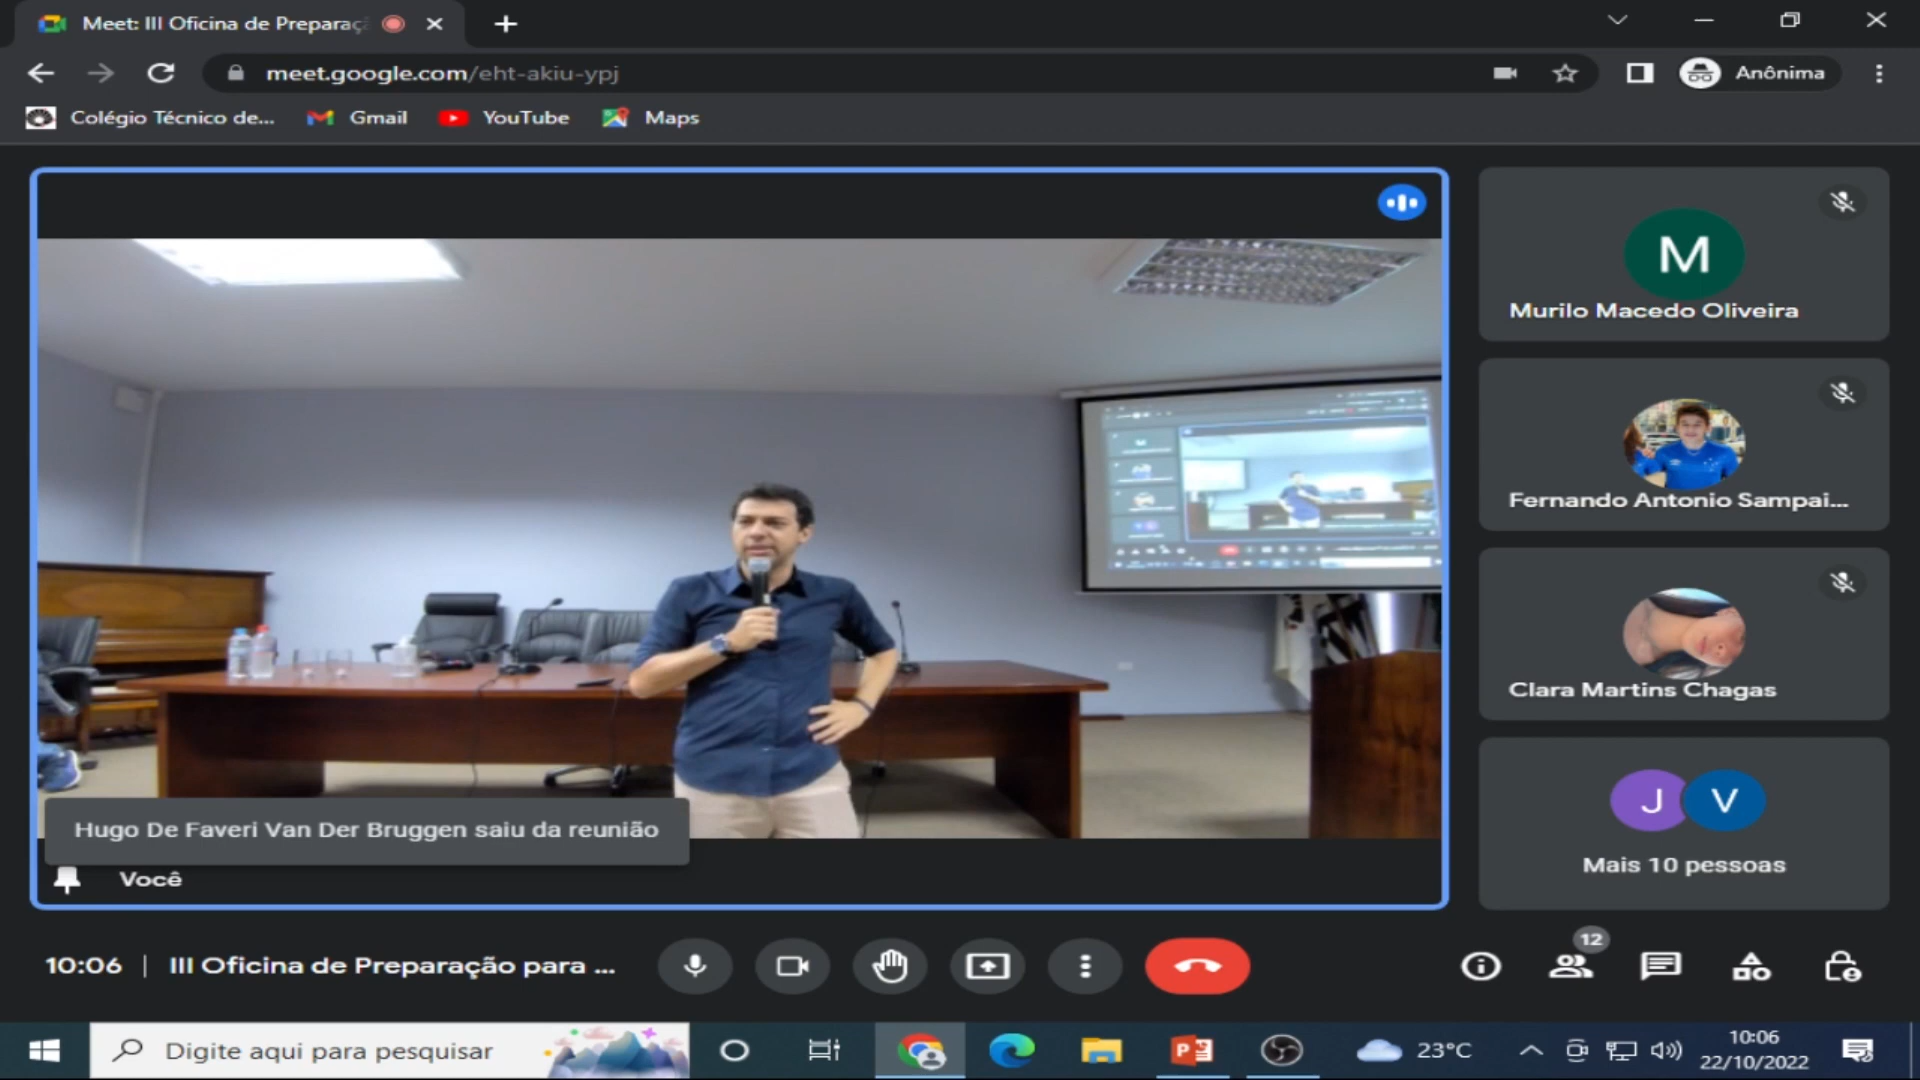 Meet: III Oficina de Preparaçã
meet.google.com/eht-akiu-ypj
Anônima
Colégio Técnico de...
Gmail
YouTube
Maps
M
Murilo Macedo Oliveira
Fernando Antonio Sampai...
Clara Martins Chagas
J V
Mais 10 pessoas
Hugo De Faveri Van Der Bruggen saiu da reunião
Você
10:06 | III Oficina de Preparação para ...
12
Digite aqui para pesquisar
23°C
10:06
22/10/2022